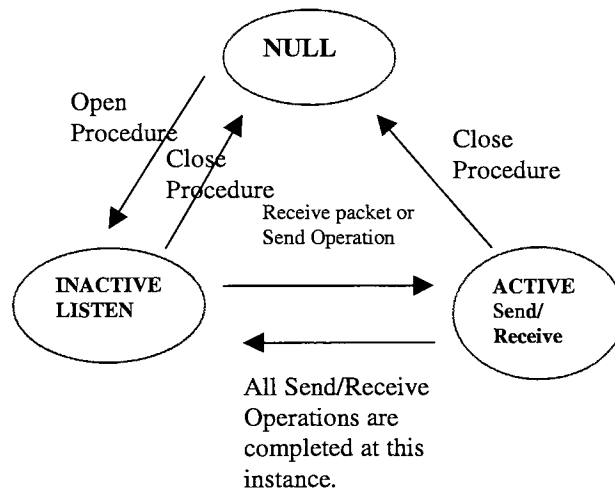 NULL
Open
Procedure
Close
Procedure
Close
Procedure
Receive packet or
Send Operation
INACTIVE
LISTEN
ACTIVE
Send/
Receive
All Send/Receive
Operations are
completed at this
instance.